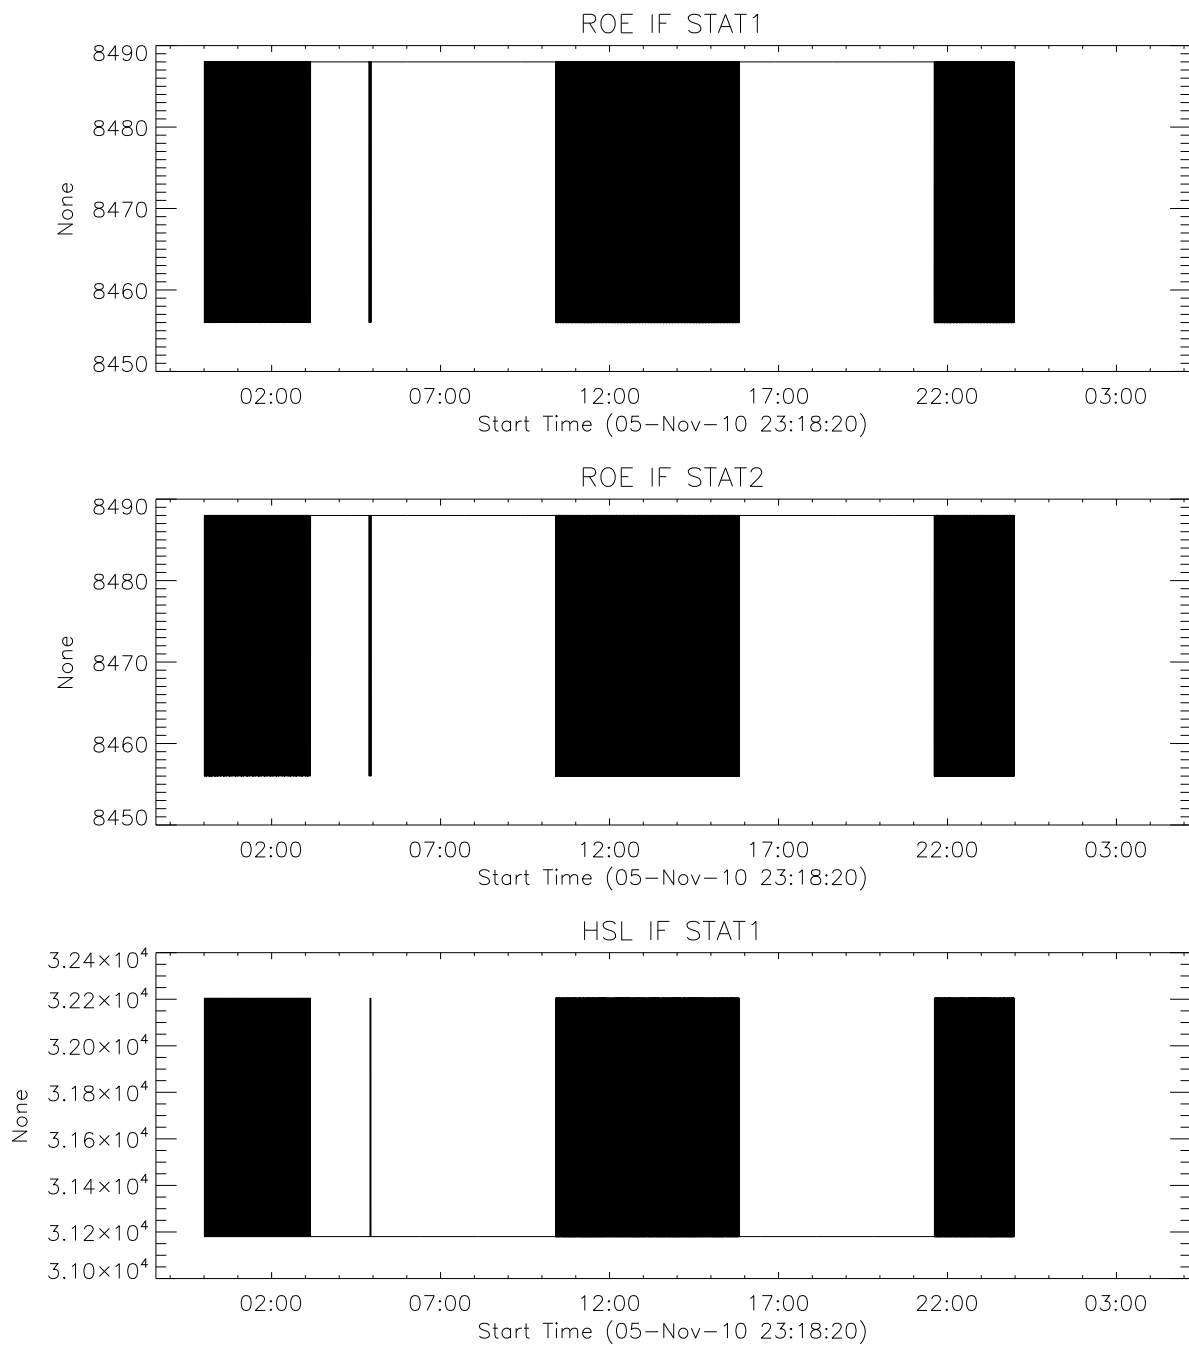 ROE IF STAT1
8490
8480
8470
8460
8450
None
02:00 07:00 12:00 17:00 22:00 03:00
Start Time (05-Nov-10 23:18:20)
ROE IF STAT2
8490
8480
8470
8460
8450
None
02:00 07:00 12:00 17:00 22:00 03:00
Start Time (05-Nov-10 23:18:20)
HSL IF STAT1
3.24×10⁴
3.22×10⁴
3.20×10⁴
3.18×10⁴
3.16×10⁴
3.14×10⁴
3.12×10⁴
3.10×10⁴
None
02:00 07:00 12:00 17:00 22:00 03:00
Start Time (05-Nov-10 23:18:20)